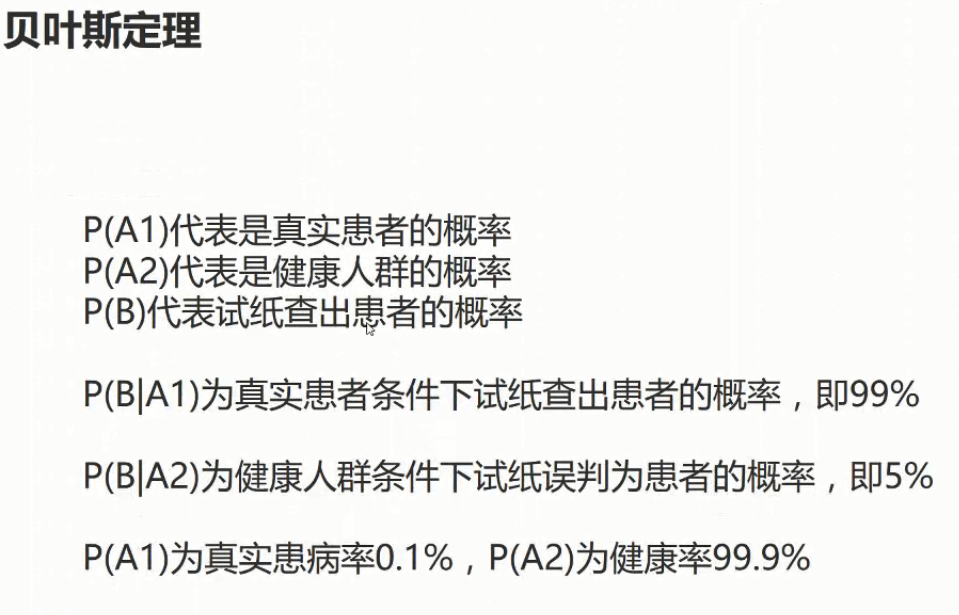 贝叶斯定理
P(A1)代表是真实患者的概率
P(A2)代表是健康人群的概率
P(B)代表试纸查出患者的概率
P(B|A1)为真实患者条件下试纸查出患者的概率，即99%
P(B|A2)为健康人群条件下试纸误判为患者的概率，即5%
P(A1)为真实患病率0.1%，P(A2)为健康率99.9%